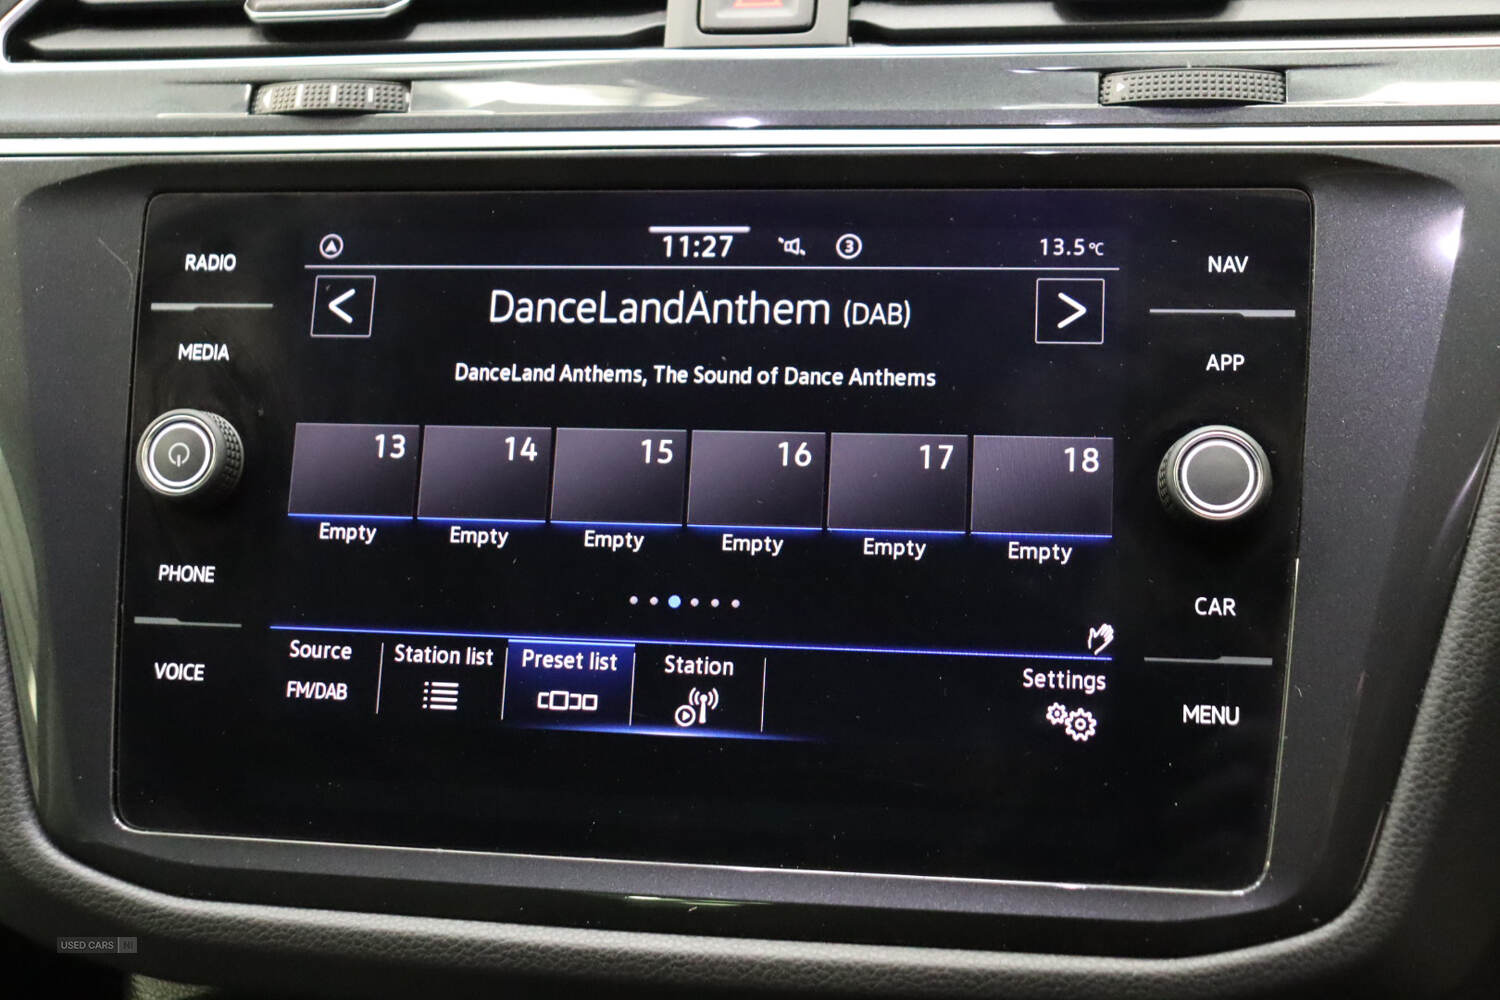 RADIO
MEDIA
PHONE
VOICE
11:27
3
13.5°C
DanceLandAnthem (DAB)
DanceLand Anthems, The Sound of Dance Anthems
13 14 15 16 17 18
Empty Empty Empty Empty Empty Empty
Source Station list Preset list Station Settings
FM/DAB
NAV
APP
CAR
MENU
USED CARS NI